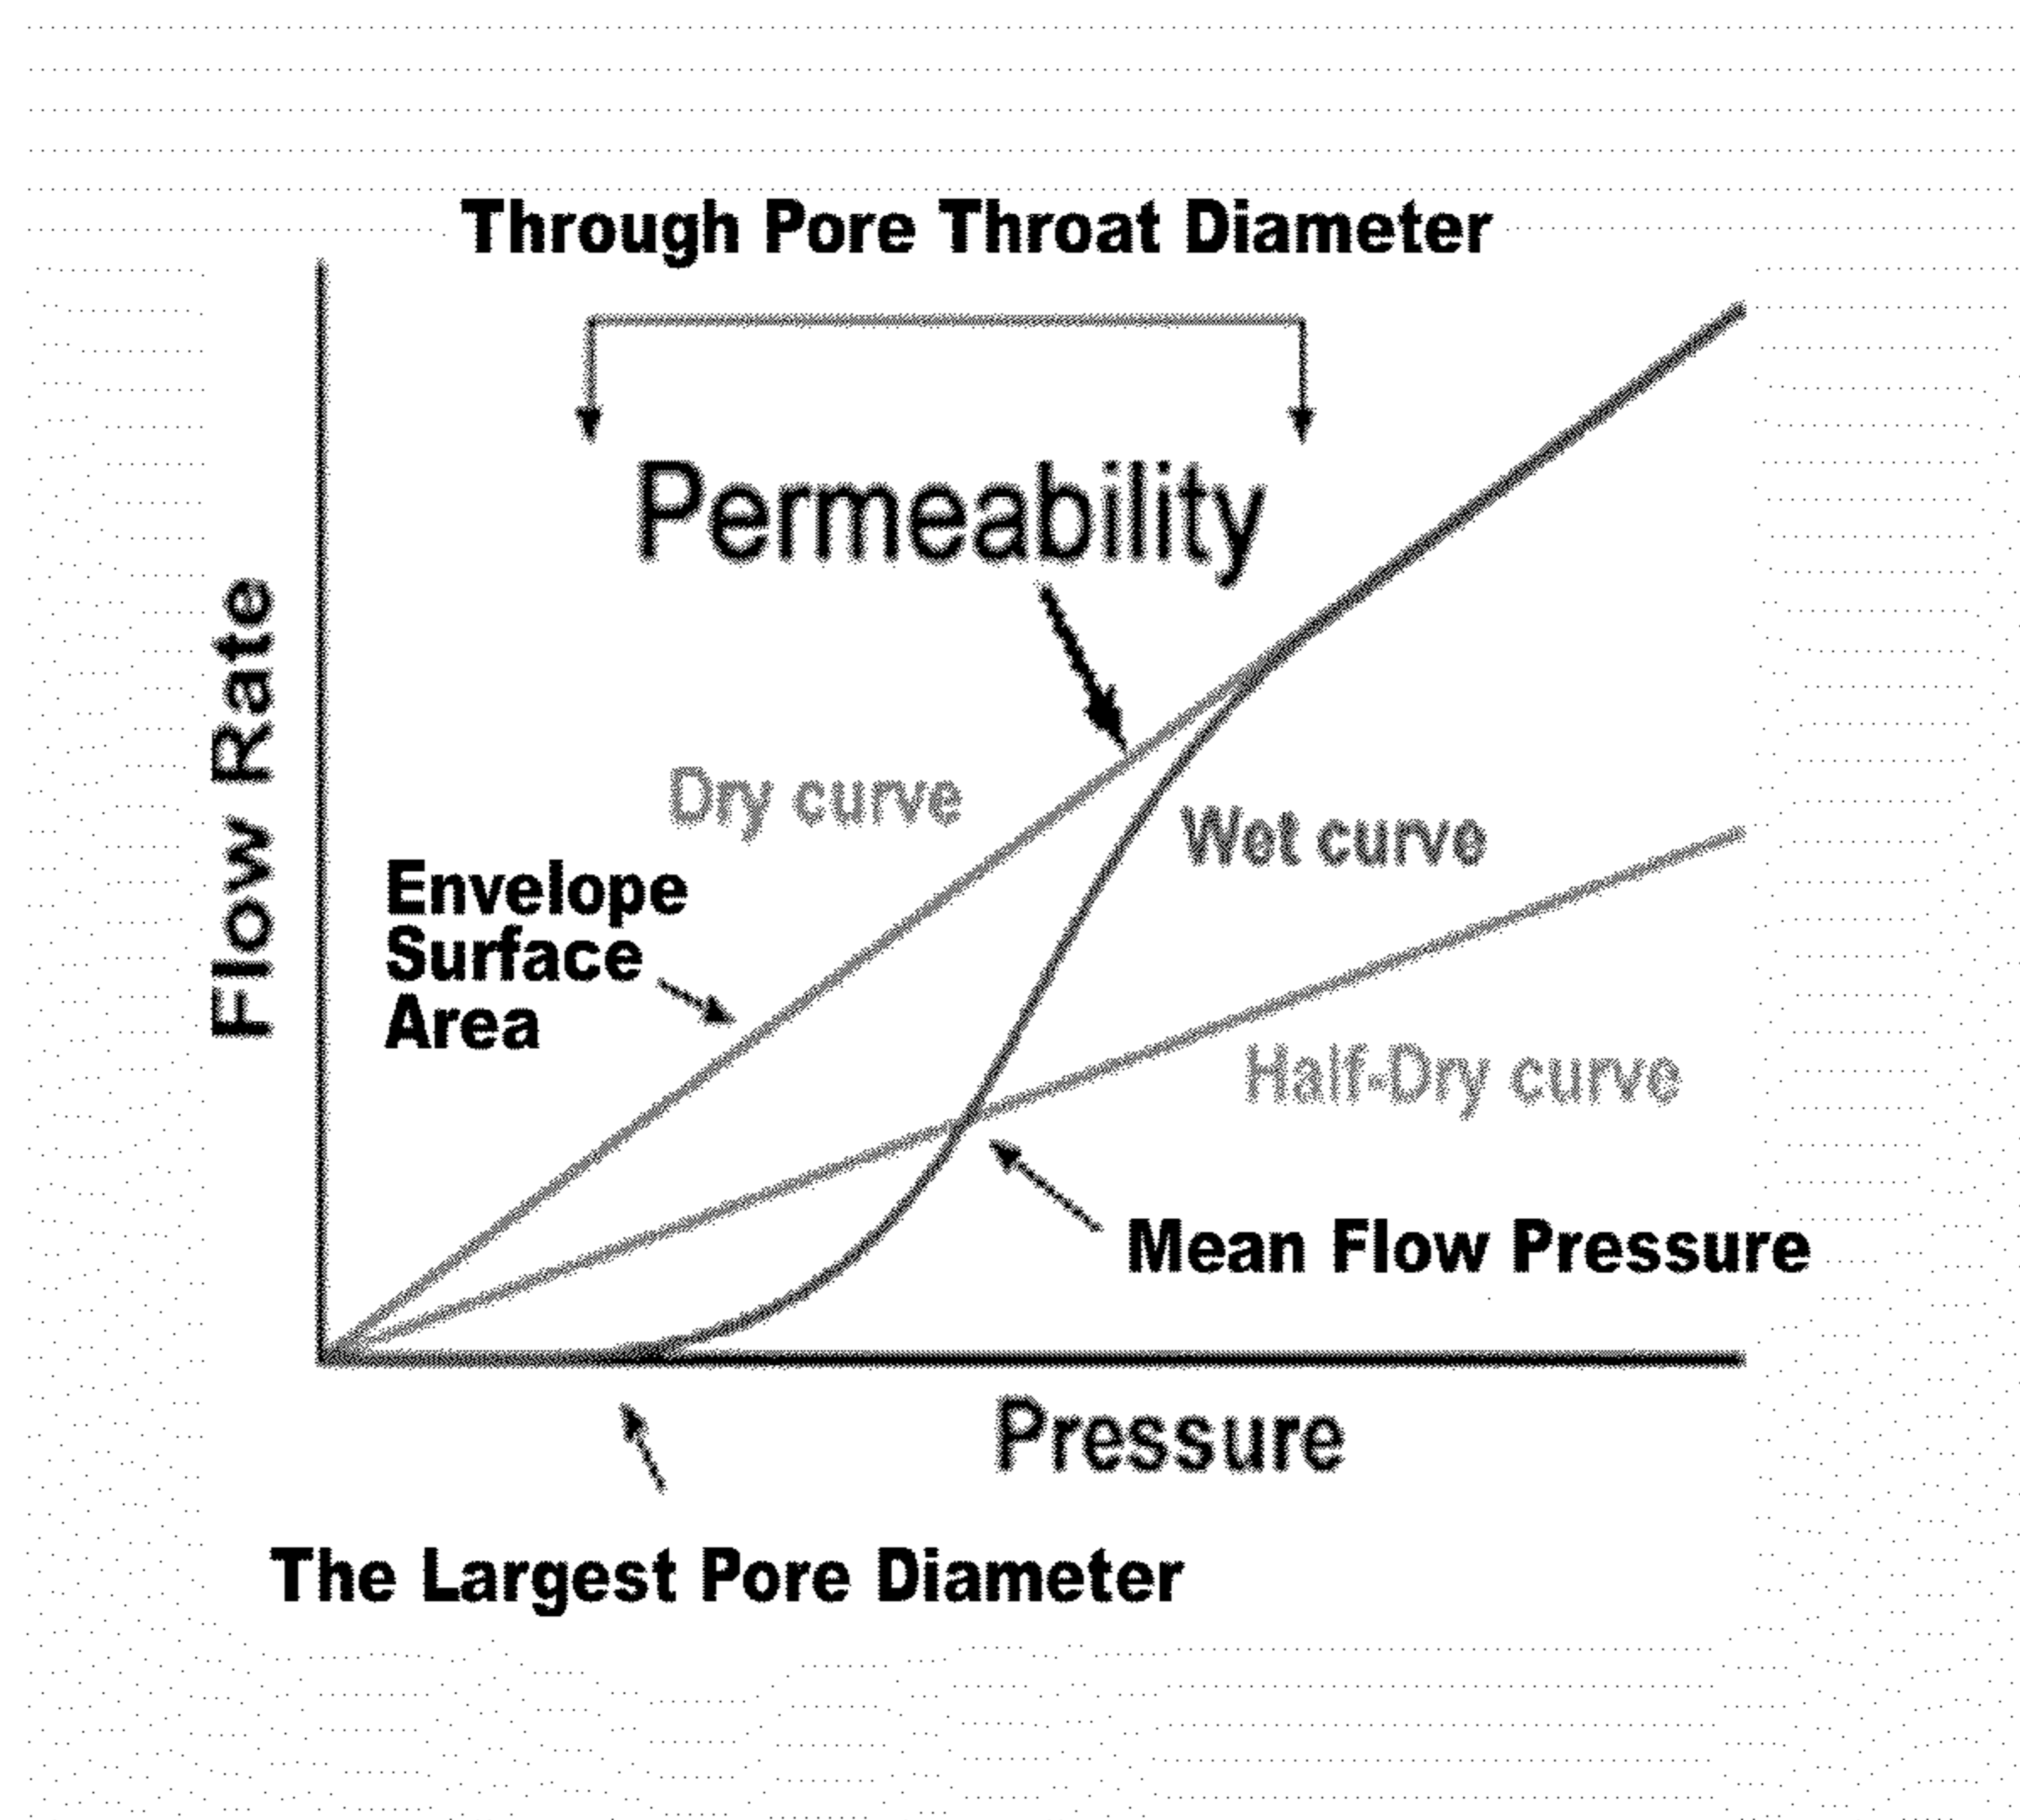 Through Pore Throat Diameter
Permeability
Flow Rate
Dry curve
Wet curve
Envelope
Surface
Area
Half-Dry curve
Mean Flow Pressure
Pressure
The Largest Pore Diameter